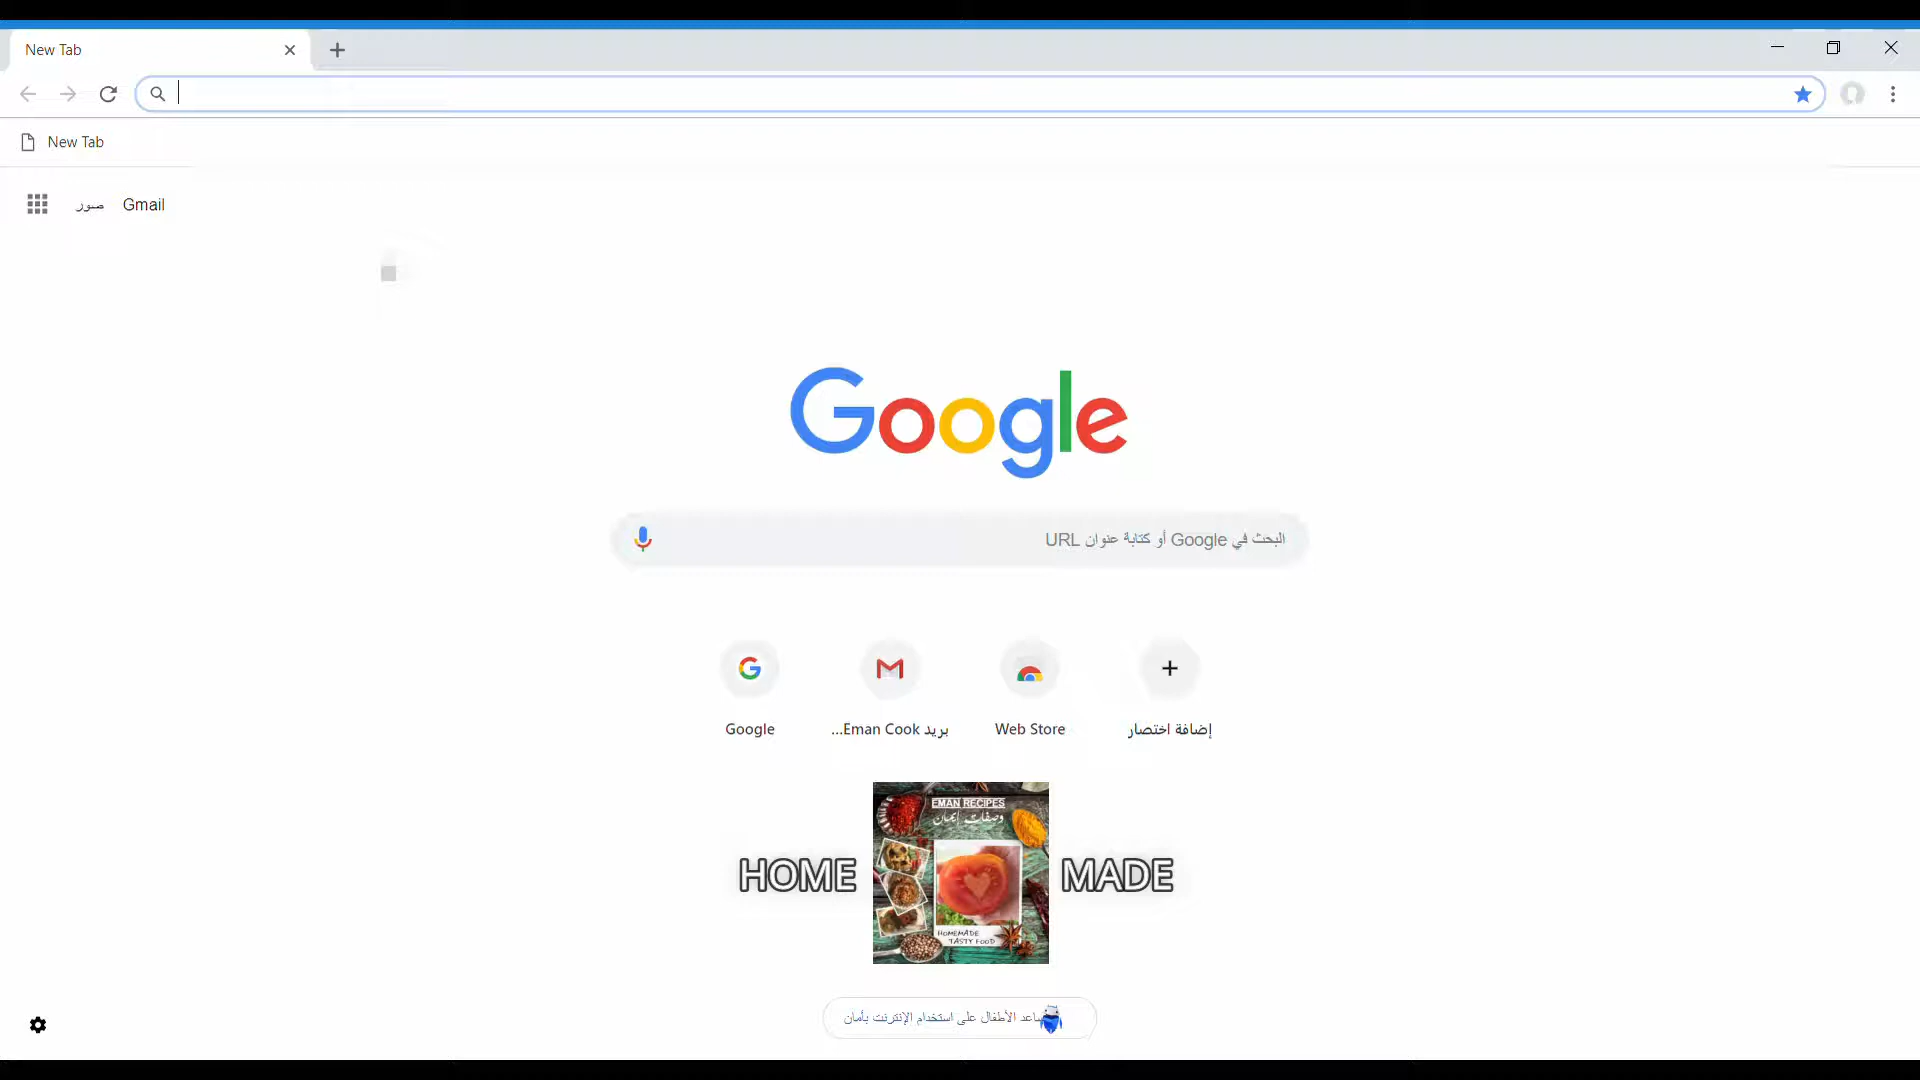 New Tab
New Tab
صور Gmail
Google
البحث في Google أو كتابة عنوان URL
Google
بريد Eman Cook...
Web Store
إضافة اختصار
EMAN RECIPES
وصفات إيمان
HOME
MADE
HOMEMADE
TASTY FOOD
الأطفال على استخدام الإنترنت بأمان